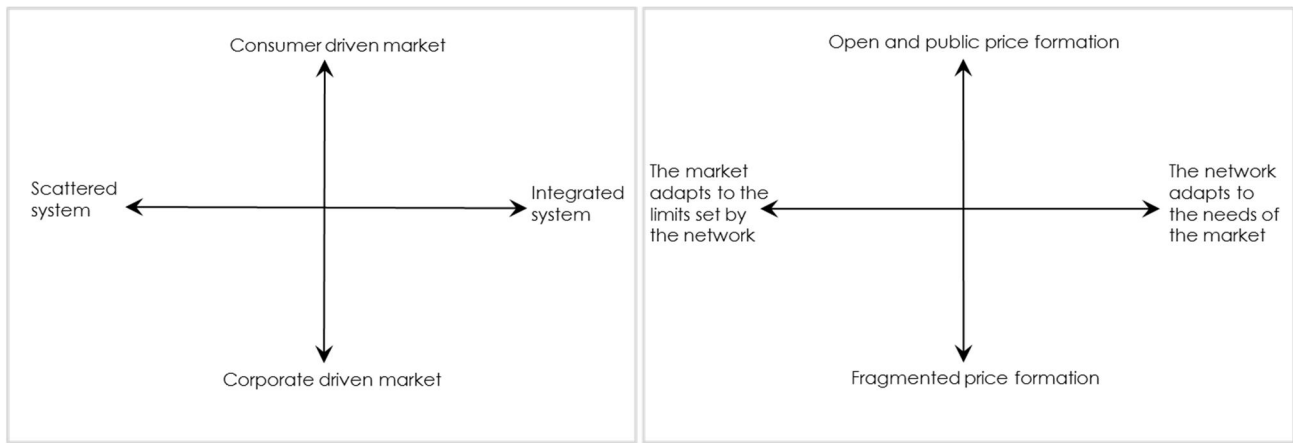 Consumer driven market
Scattered
system
Integrated
system
Corporate driven market
Open and public price formation
The market
adapts to the
limits set by
the network
The network
adapts to
the needs of
the market
Fragmented price formation